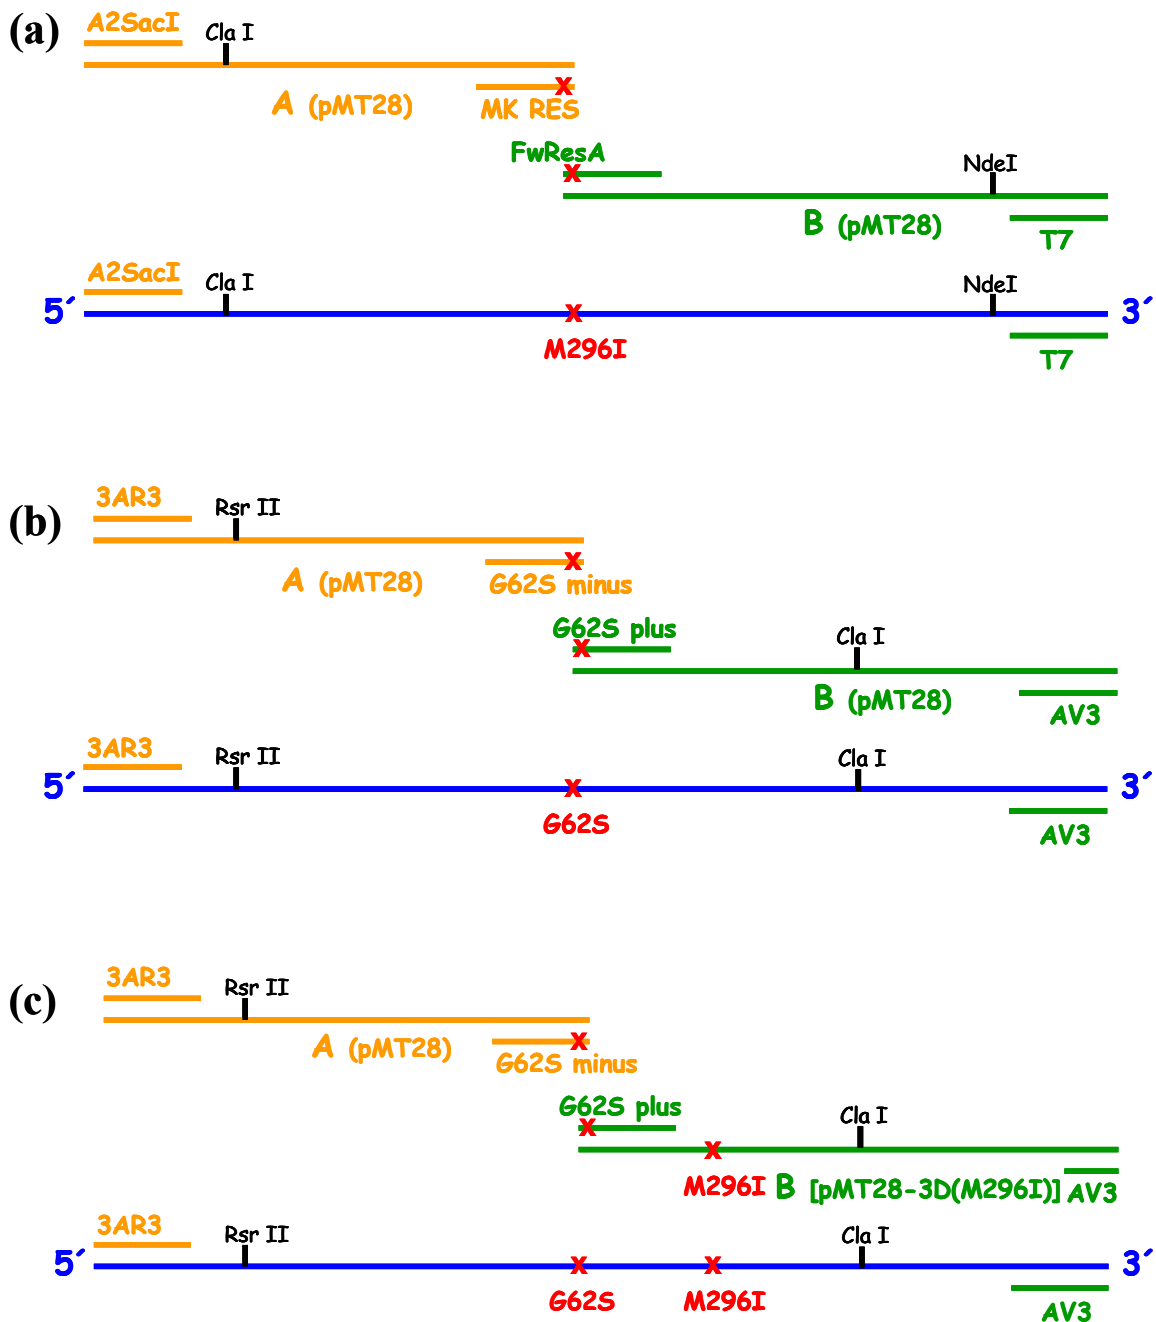 (a)
A2SacI
Cla I
A (pMT28)
MK RES
X
FwResA
X
NdeI
B (pMT28)
T7
A2SacI
Cla I
NdeI
5´
X
3´
M296I
T7
(b)
3AR3
Rsr II
X
A (pMT28)
G62S minus
G62S plus
X
Cla I
B (pMT28)
AV3
3AR3
Rsr II
Cla I
5´
X
3´
G62S
AV3
(c)
3AR3
Rsr II
A (pMT28)
X
G62S minus
G62S plus
X
Cla I
X
M296I B [pMT28-3D(M296I)] AV3
3AR3
Rsr II
Cla I
5´
X
X
3´
G62S
M296I
AV3